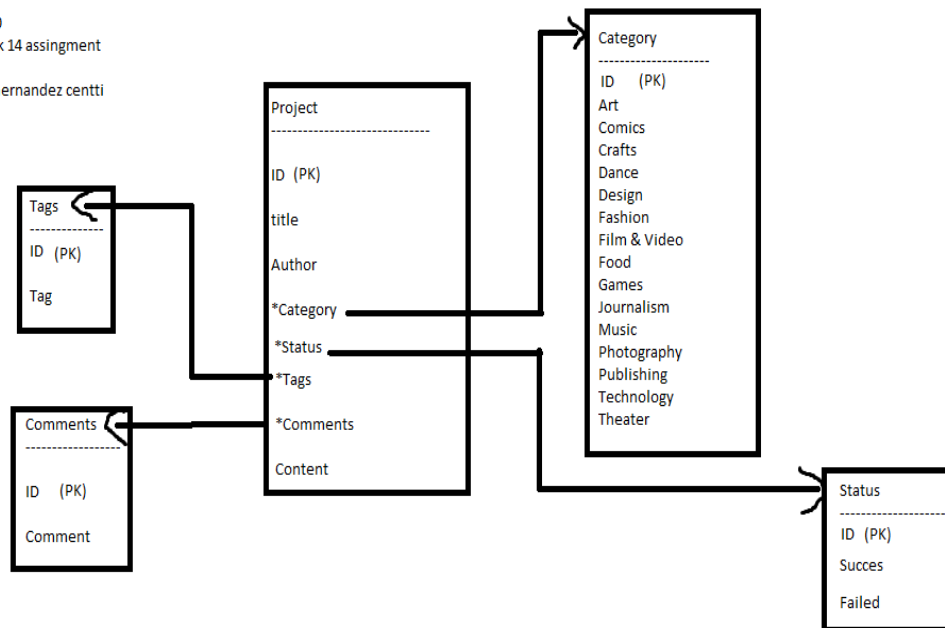 14 assingment
centti
Project
-----------------------------
ID (PK)
title
Author
*Category
*Status
*Tags
*Comments
Content
Tags
--------------
ID (PK)
Tag
Comments
------------------
ID (PK)
Comment
Category
---------------------
ID (PK)
Art
Comics
Crafts
Dance
Design
Fashion
Film & Video
Food
Games
Journalism
Music
Photography
Publishing
Technology
Theater
Status
--------------------
ID (PK)
Succes
Failed